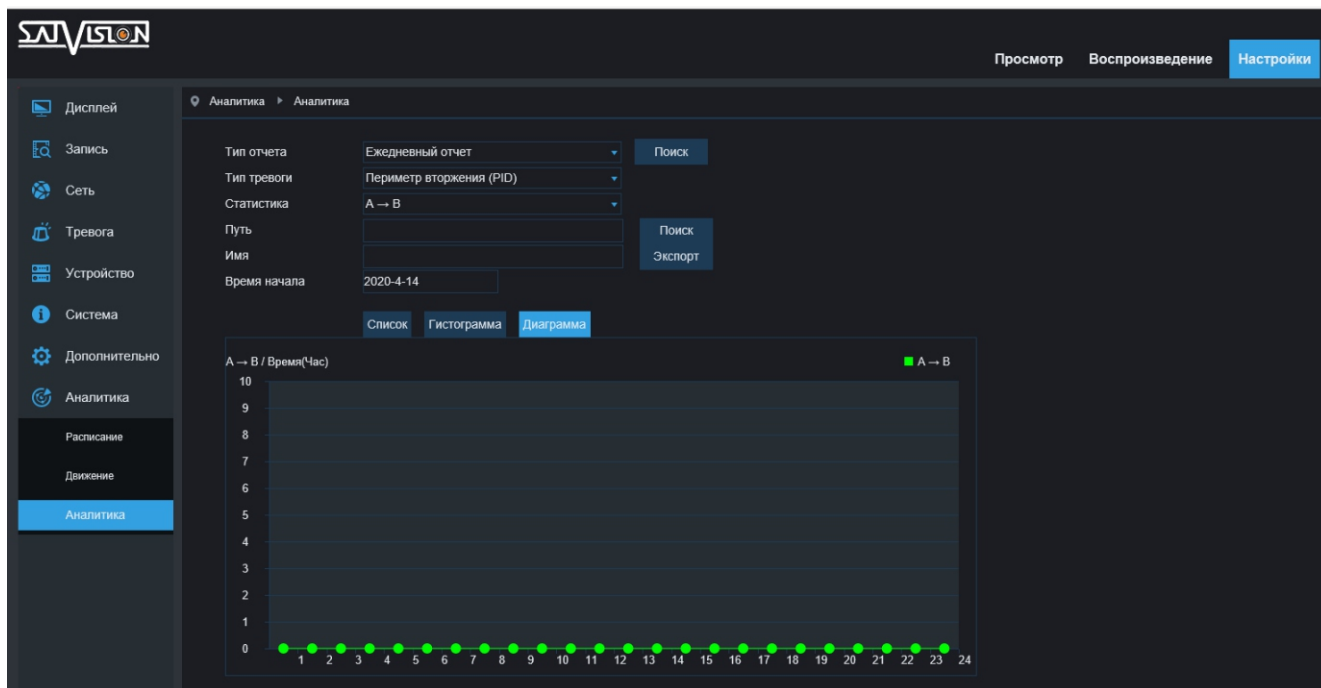 SATVISION
Просмотр Воспроизведение Настройки
Дисплей
Запись
Сеть
Тревога
Устройство
Система
Дополнительно
Аналитика
Расписание
Движение
Аналитика
Аналитика Аналитика
Тип отчета Ежедневный отчет Поиск
Тип тревоги Периметр вторжения (PID)
Статистика A → B
Путь Поиск
Имя Экспорт
Время начала 2020-4-14
Список Гистограмма Диаграмма
A → B / Время(Час) A → B
10
9
8
7
6
5
4
3
2
1
0
1 2 3 4 5 6 7 8 9 10 11 12 13 14 15 16 17 18 19 20 21 22 23 24